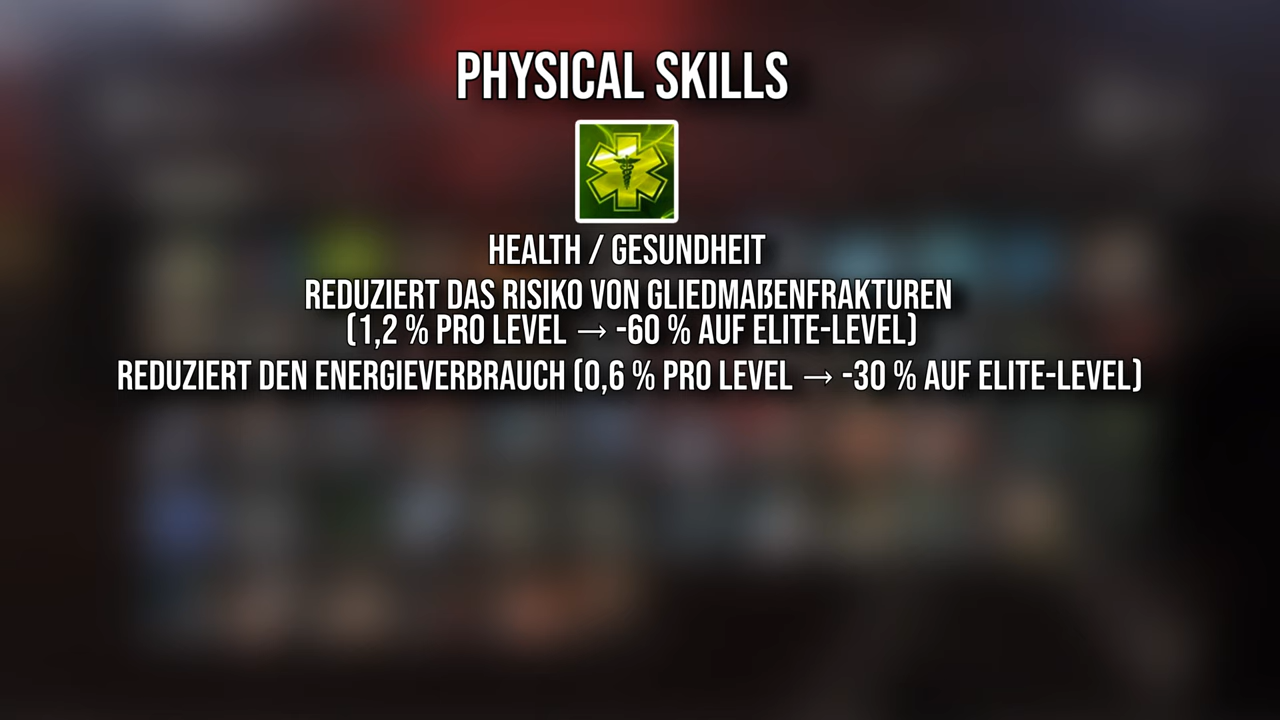 PHYSICAL SKILLS
HEALTH / GESUNDHEIT
REDUZIERT DAS RISIKO VON GLIEDMAßENFRAKTUREN
(1,2 % PRO LEVEL → -60 % AUF ELITE-LEVEL)
REDUZIERT DEN ENERGIEVERBRAUCH (0,6 % PRO LEVEL → -30 % AUF ELITE-LEVEL)